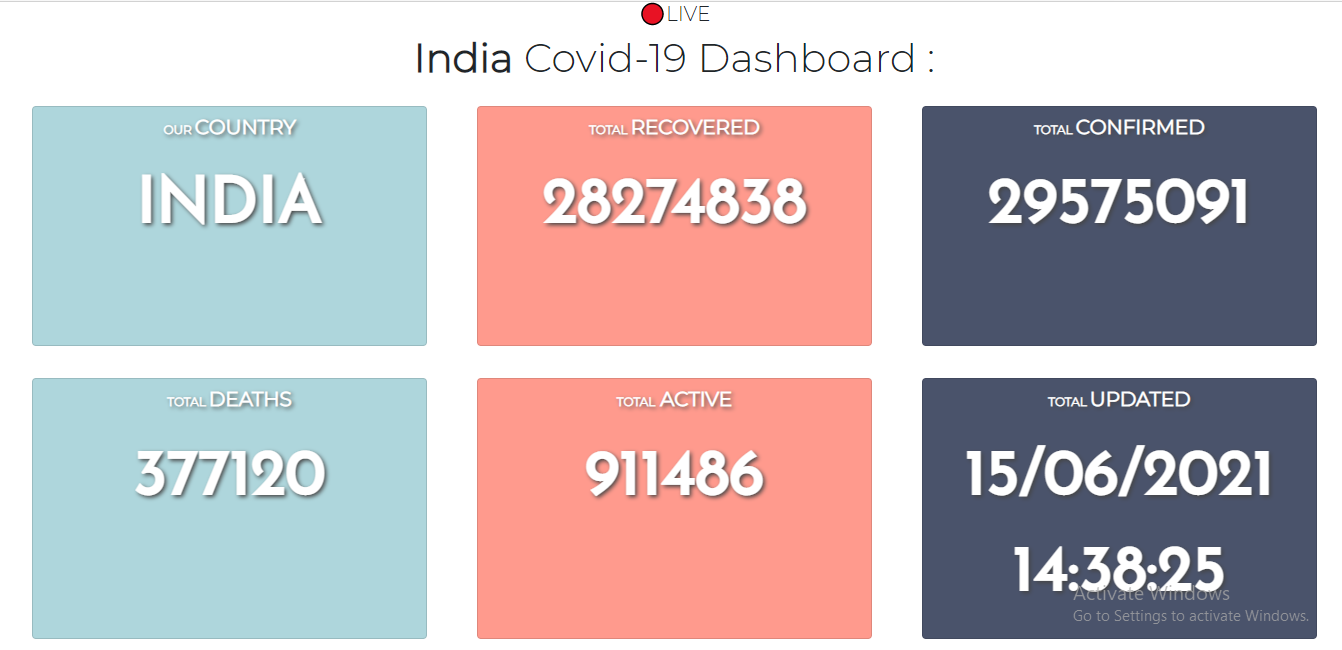 LIVE
India Covid-19 Dashboard :
OUR COUNTRY
INDIA
TOTAL RECOVERED
28274838
TOTAL CONFIRMED
29575091
TOTAL DEATHS
377120
TOTAL ACTIVE
911486
TOTAL UPDATED
15/06/2021
14:38:25
Activate Windows
Go to Settings to activate Windows.